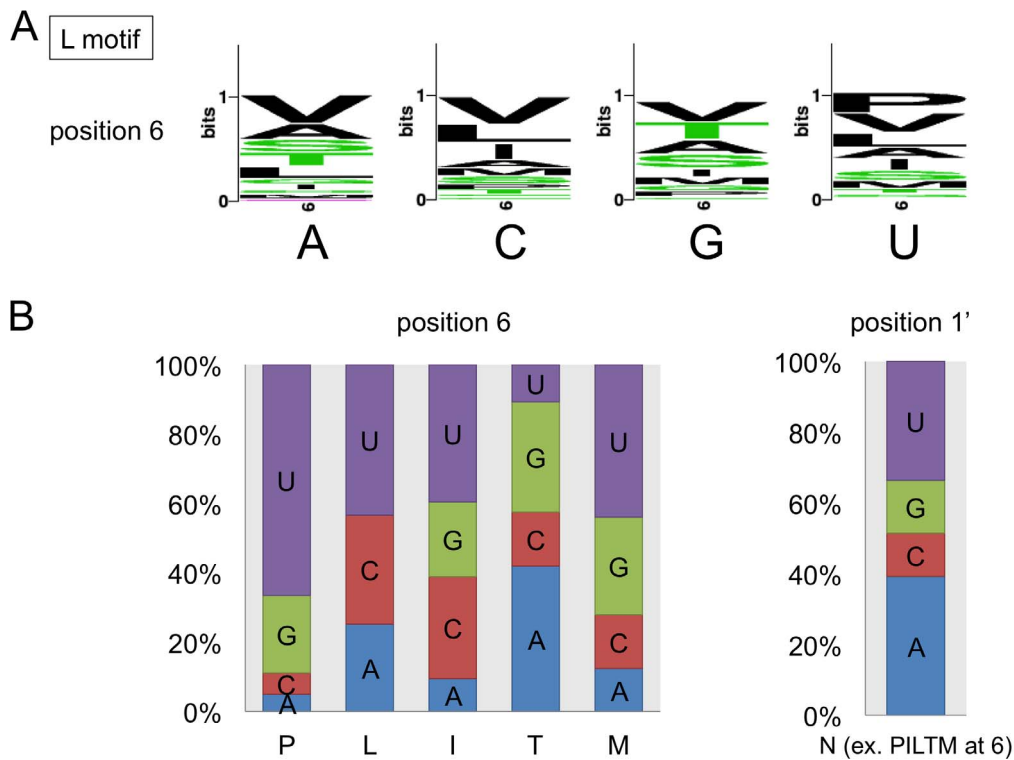 A L motif
position 6
bits 1 0 6 A
bits 1 0 6 C
bits 1 0 6 G
bits 1 0 6 U
B
position 6
100%
80%
60%
40%
20%
0%
U G C A
U C A
U G C A
U G C A
U G C A
P L I T M
position 1’
100%
80%
60%
40%
20%
0%
U
G
C
A
N (ex. PILTM at 6)